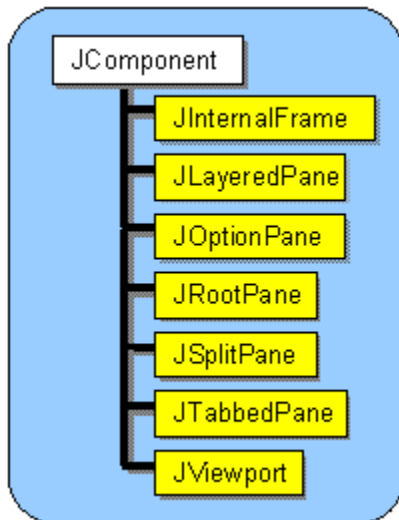 JComponent
JInternalFrame
JLayeredPane
JOptionPane
JRootPane
JSplitPane
JTabbedPane
JViewport